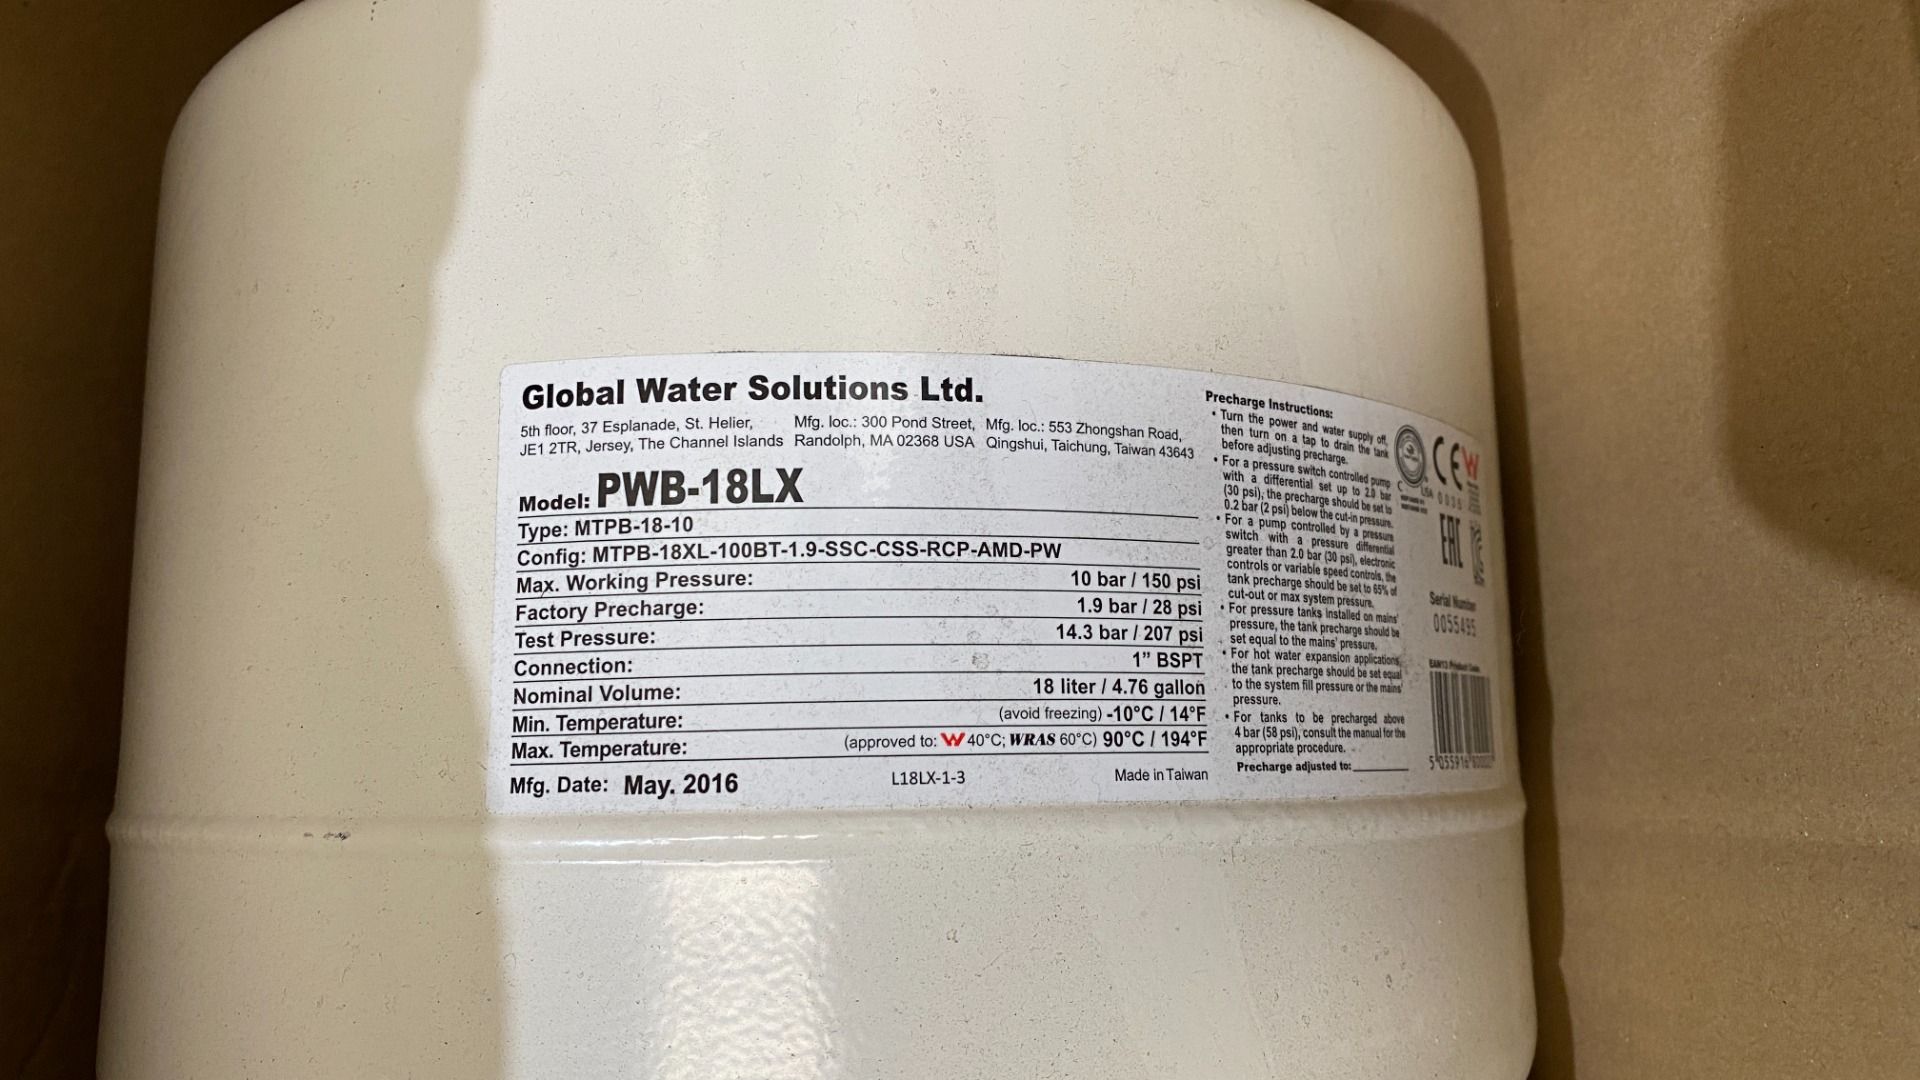 Global Water Solutions Ltd.
5th floor, 37 Esplanade, St. Helier,
JE1 2TR, Jersey, The Channel Islands
Mfg. loc.: 300 Pond Street,
Randolph, MA 02368 USA
Mfg. loc.: 553 Zhongshan Road,
Qingshui, Taichung, Taiwan 43643
Model: PWB-18LX
Type: MTPB-18-10
Config: MTPB-18XL-100BT-1.9-SSC-CSS-RCP-AMD-PW
Max. Working Pressure: 10 bar / 150 psi
Factory Precharge: 1.9 bar / 28 psi
Test Pressure: 14.3 bar / 207 psi
Connection: 1” BSPT
Nominal Volume: 18 liter / 4.76 gallon
Min. Temperature: (avoid freezing) -10°C / 14°F
Max. Temperature: (approved to: W 40°C; WRAS 60°C) 90°C / 194°F
Mfg. Date: May. 2016 L18LX-1-3 Made in Taiwan
Precharge Instructions:
• Turn the power and water supply off,
then turn on a tap to drain the tank
before adjusting precharge.
• For a pressure switch controlled pump
with a differential set up to 2.0 bar
(30 psi), the precharge should be set to
0.2 bar (2 psi) below the cut-in pressure.
• For a pump controlled by a pressure
switch with a pressure differential
greater than 2.0 bar (30 psi), electronic
controls or variable speed controls, the
tank precharge should be set to 65% of
cut-out or max system pressure.
• For pressure tanks installed on mains'
pressure, the tank precharge should be
set equal to the mains' pressure.
• For hot water expansion applications,
the tank precharge should be set equal
to the system fill pressure or the mains'
pressure.
• For tanks to be precharged above
4 bar (58 psi), consult the manual for the
appropriate procedure.
Precharge adjusted to:
CE W
C USA
EAC
Serial Number
0055495
EAN13 Product Code